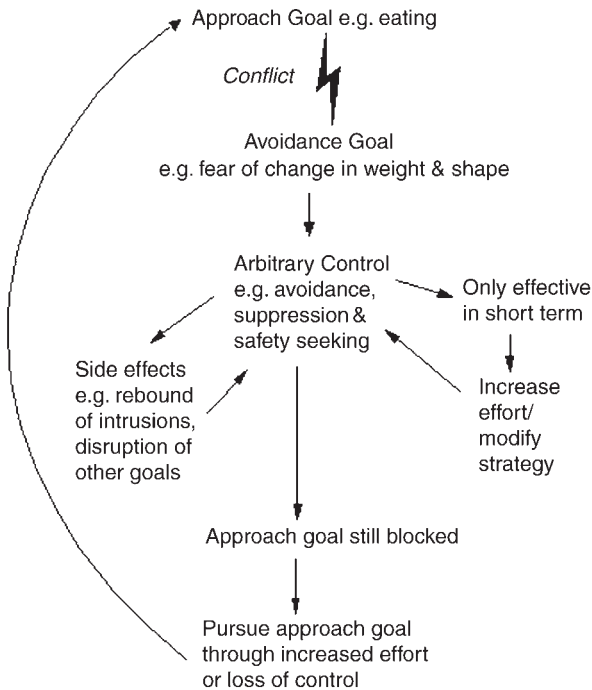 Approach Goal e.g. eating
Conflict
Avoidance Goal
e.g. fear of change in weight & shape
Arbitrary Control
e.g. avoidance,
suppression &
safety seeking
Only effective
in short term
Side effects
e.g. rebound
of intrusions,
disruption of
other goals
Increase
effort/
modify
strategy
Approach goal still blocked
Pursue approach goal
through increased effort
or loss of control